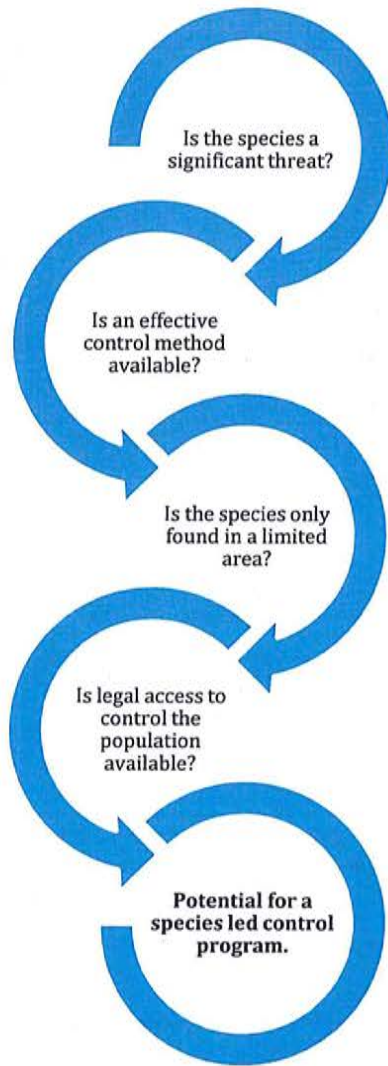 Is the species a
significant threat?
Is an effective
control method
available?
Is the species only
found in a limited
area?
Is legal access to
control the
population
available?
Potential for a
species led control
program.